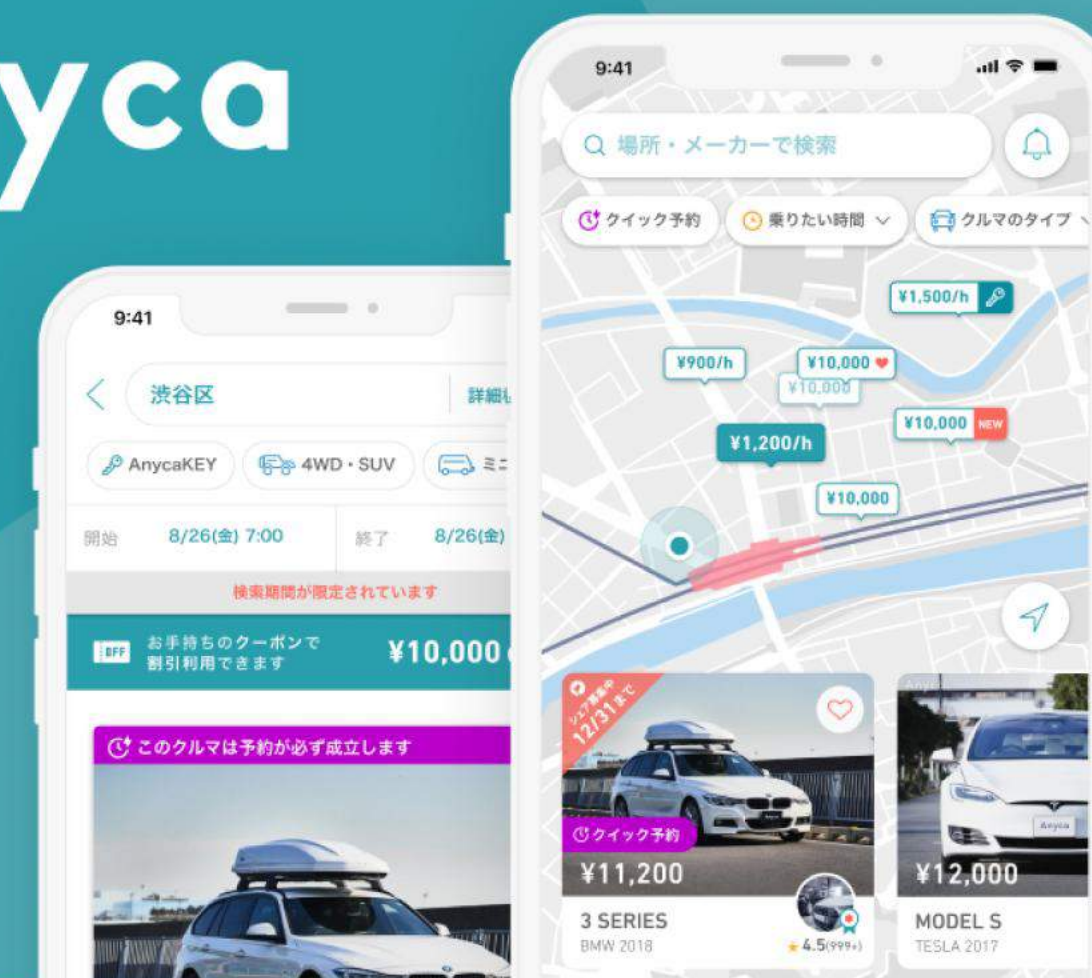 yca
9:41
渋谷区
AnycaKEY
4WD・SUV
開始
8/26(金) 7:00
終了
8/26(金)
検索期間が限定されています
OFF
お手持ちのクーポンで
割引利用できます
¥10,000
このクルマは予約が必ず成立します
9:41
場所・メーカーで検索
クイック予約
乗りたい時間
クルマのタイプ
¥1,500/h
¥900/h
¥10,000
¥10,000
¥10,000 NEW
¥1,200/h
¥10,000
シェア募集中
12/31まで
クイック予約
¥11,200
3 SERIES
BMW 2018
4.5(999+)
Anyca
¥12,000
MODEL S
TESLA 2017